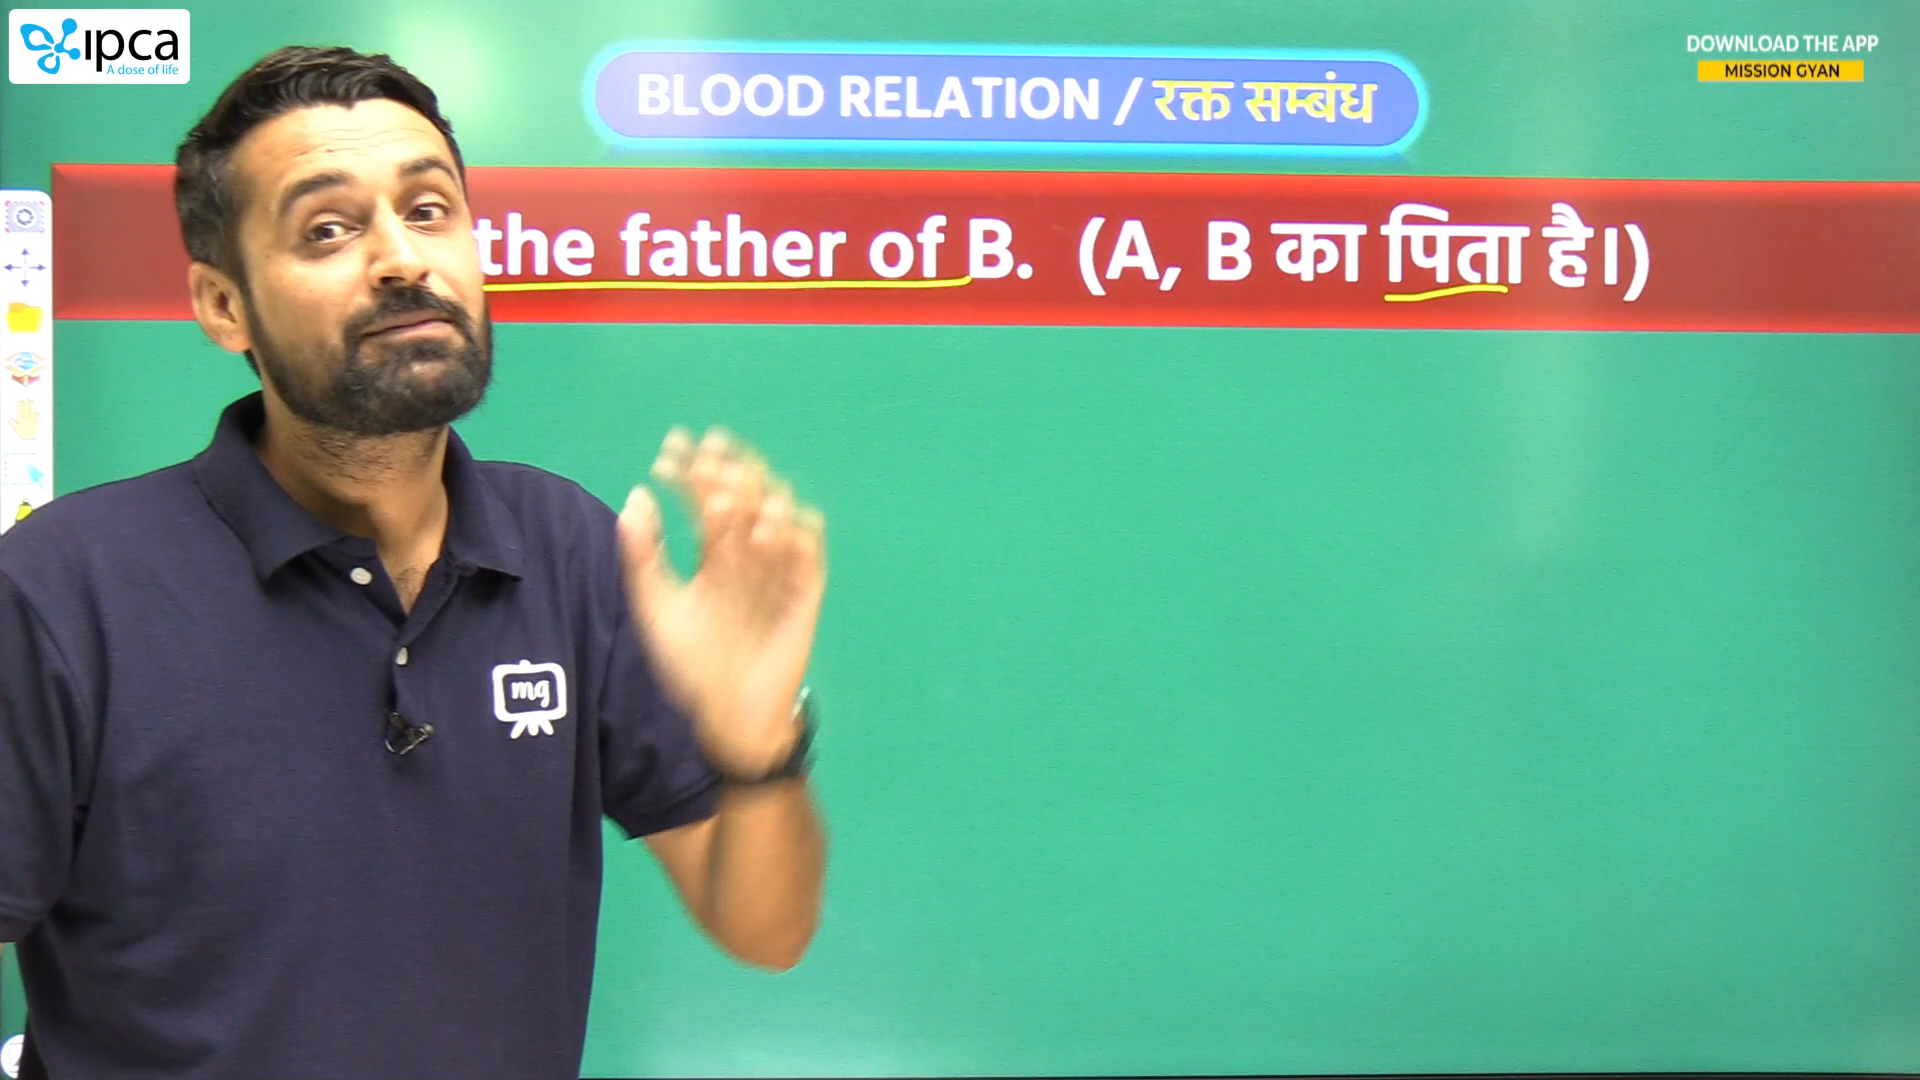 ipca
A dose of life
DOWNLOAD THE APP
MISSION GYAN
BLOOD RELATION / रक्त सम्बंध
the father of B. (A, B का पिता है।)
mg